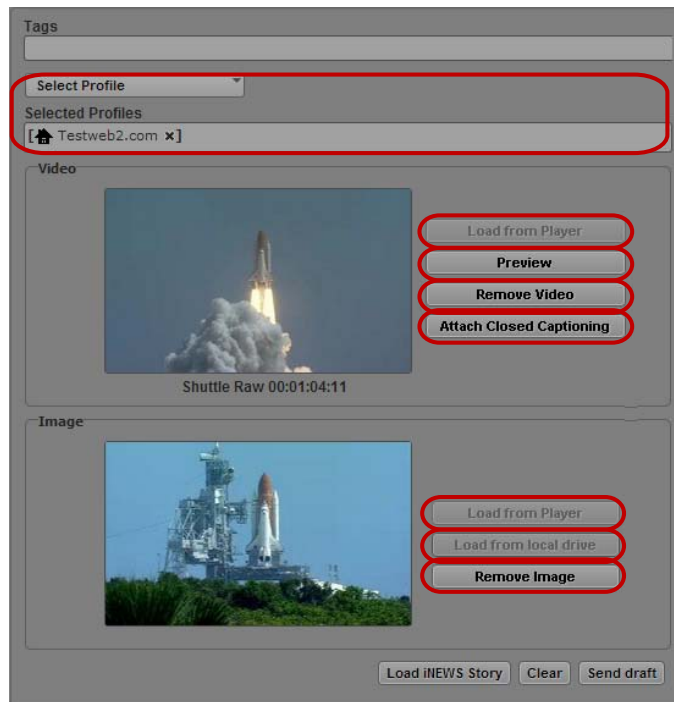 Tags
Select Profile
Selected Profiles
[Testweb2.com x]
Video
Load from Player
Preview
Remove Video
Attach Closed Captioning
Shuttle Raw 00:01:04:11
Image
Load from Player
Load from local drive
Remove Image
Load iNEWS Story Clear Send draft